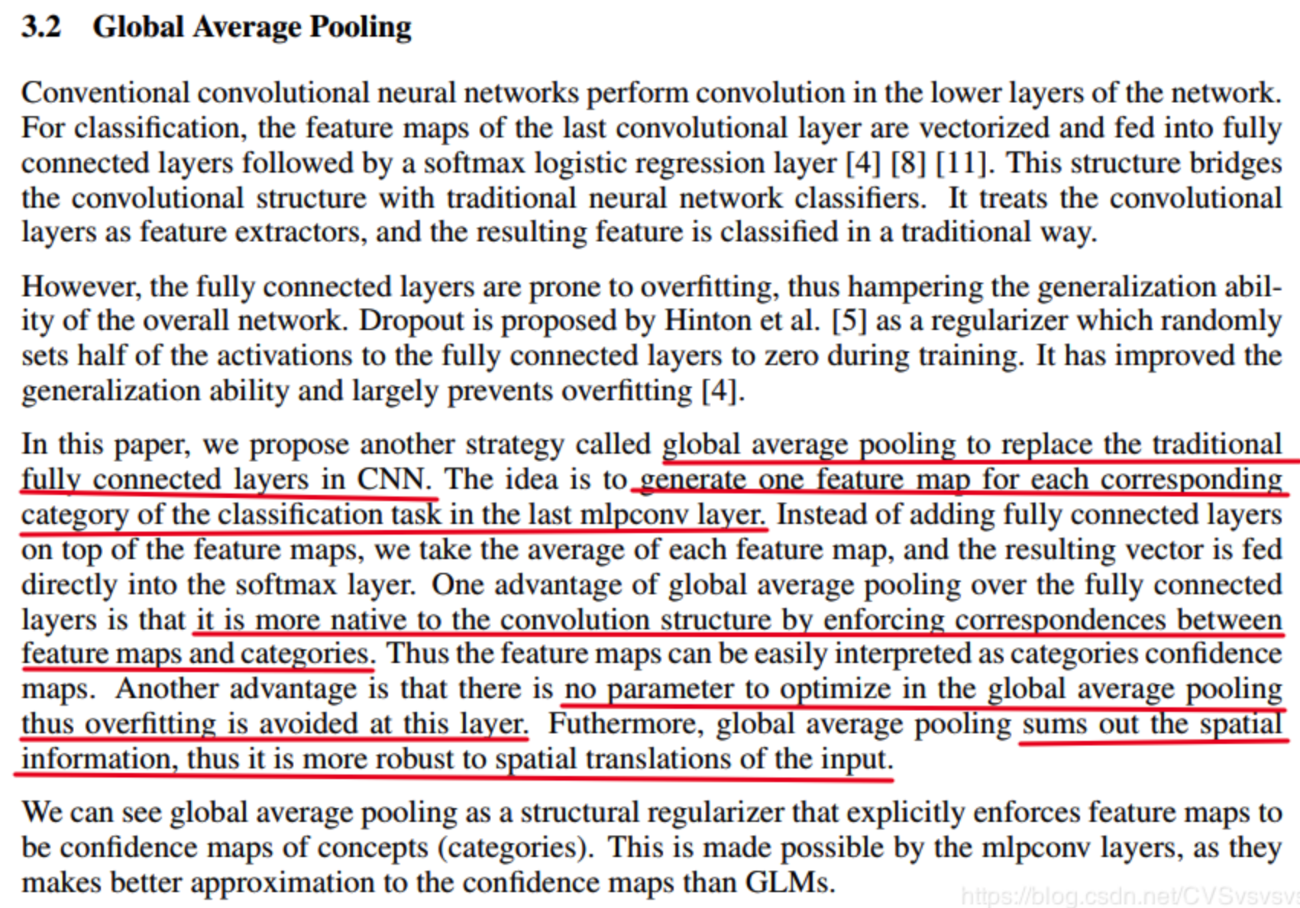 3.2 Global Average Pooling
Conventional convolutional neural networks perform convolution in the lower layers of the network.
For classification, the feature maps of the last convolutional layer are vectorized and fed into fully
connected layers followed by a softmax logistic regression layer [4] [8] [11]. This structure bridges
the convolutional structure with traditional neural network classifiers. It treats the convolutional
layers as feature extractors, and the resulting feature is classified in a traditional way.
However, the fully connected layers are prone to overfitting, thus hampering the generalization abil-
ity of the overall network. Dropout is proposed by Hinton et al. [5] as a regularizer which randomly
sets half of the activations to the fully connected layers to zero during training. It has improved the
generalization ability and largely prevents overfitting [4].
In this paper, we propose another strategy called global average pooling to replace the traditional
fully connected layers in CNN. The idea is to generate one feature map for each corresponding
category of the classification task in the last mlpconv layer. Instead of adding fully connected layers
on top of the feature maps, we take the average of each feature map, and the resulting vector is fed
directly into the softmax layer. One advantage of global average pooling over the fully connected
layers is that it is more native to the convolution structure by enforcing correspondences between
feature maps and categories. Thus the feature maps can be easily interpreted as categories confidence
maps. Another advantage is that there is no parameter to optimize in the global average pooling
thus overfitting is avoided at this layer. Futhermore, global average pooling sums out the spatial
information, thus it is more robust to spatial translations of the input.
We can see global average pooling as a structural regularizer that explicitly enforces feature maps to
be confidence maps of concepts (categories). This is made possible by the mlpconv layers, as they
makes better approximation to the confidence maps than GLMs.
https://blog.csdn.net/CVSvsvsvs